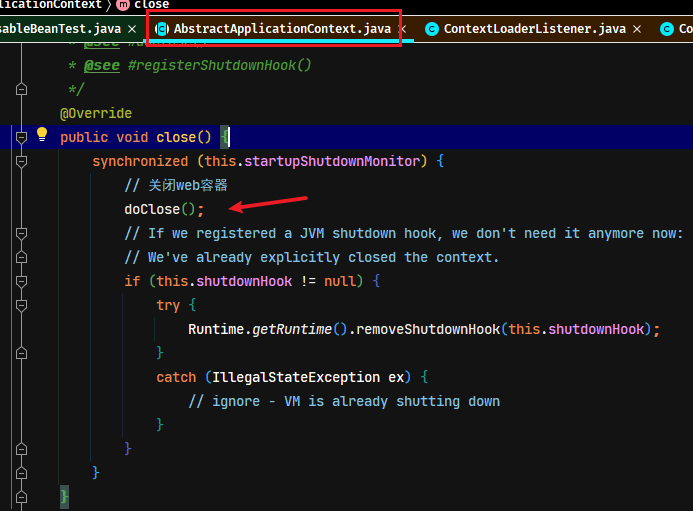 plicationContext › m close
sableBeanTest.java × C AbstractApplicationContext.java × C ContextLoaderListener.java × C Co
* @see #registerShutdownHook()
*/
@Override
public void close() {
synchronized (this.startupShutdownMonitor) {
// 关闭web容器
doClose();
// If we registered a JVM shutdown hook, we don't need it anymore now:
// We've already explicitly closed the context.
if (this.shutdownHook != null) {
try {
Runtime.getRuntime().removeShutdownHook(this.shutdownHook);
}
catch (IllegalStateException ex) {
// ignore - VM is already shutting down
}
}
}
}